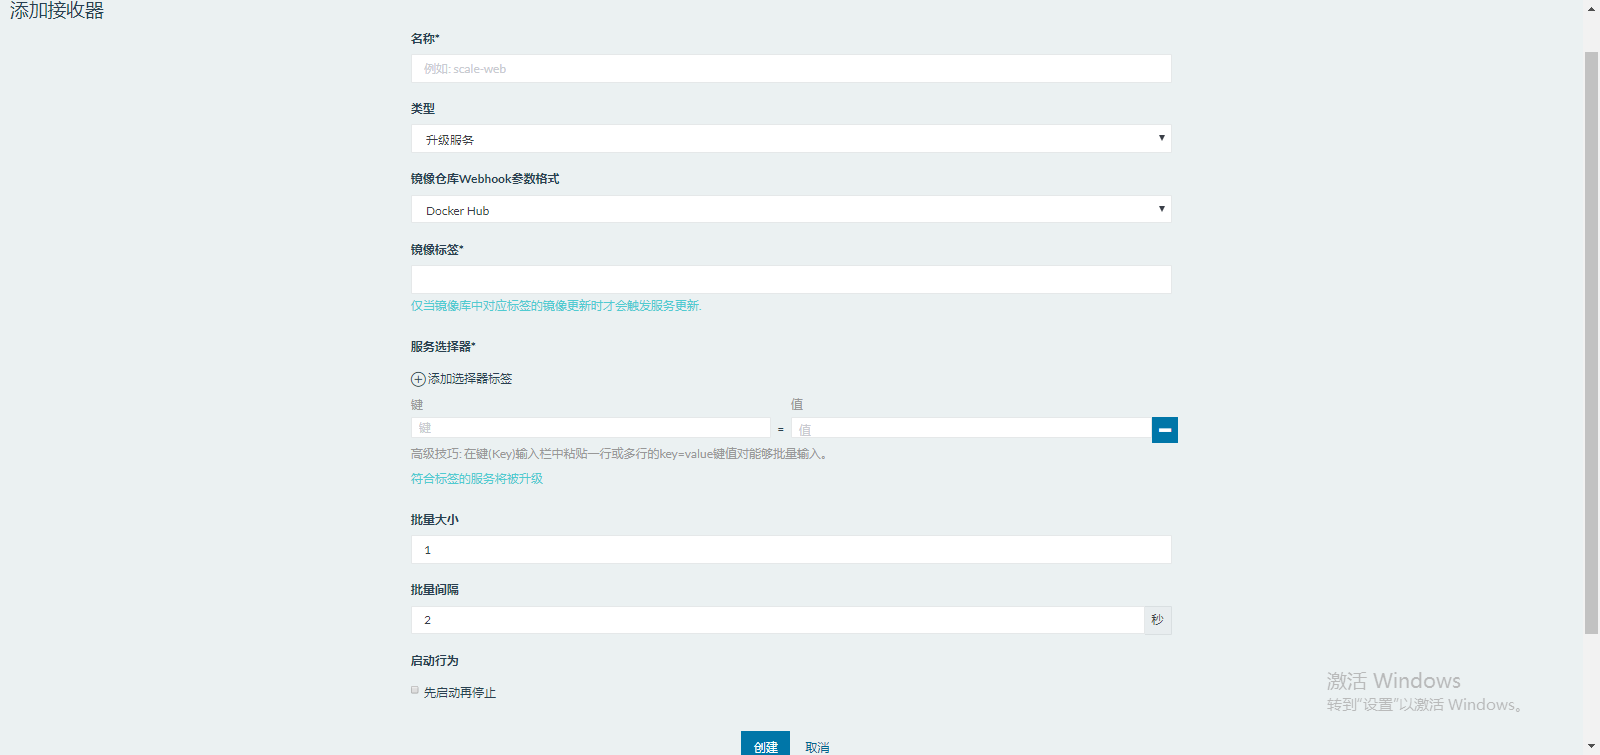 添加接收器
名称*
例如: scale-web
类型
升级服务
镜像仓库Webhook参数格式
Docker Hub
镜像标签*
仅当镜像库中对应标签的镜像更新时才会触发服务更新.
服务选择器*
添加选择器标签
键 值
键 = 值
高级技巧: 在键(Key)输入栏中粘贴一行或多行的key=value键值对能够批量输入。
符合标签的服务将被升级
批量大小
1
批量间隔
2 秒
启动行为
先启动再停止
激活 Windows
转到"设置"以激活 Windows。
创建 取消